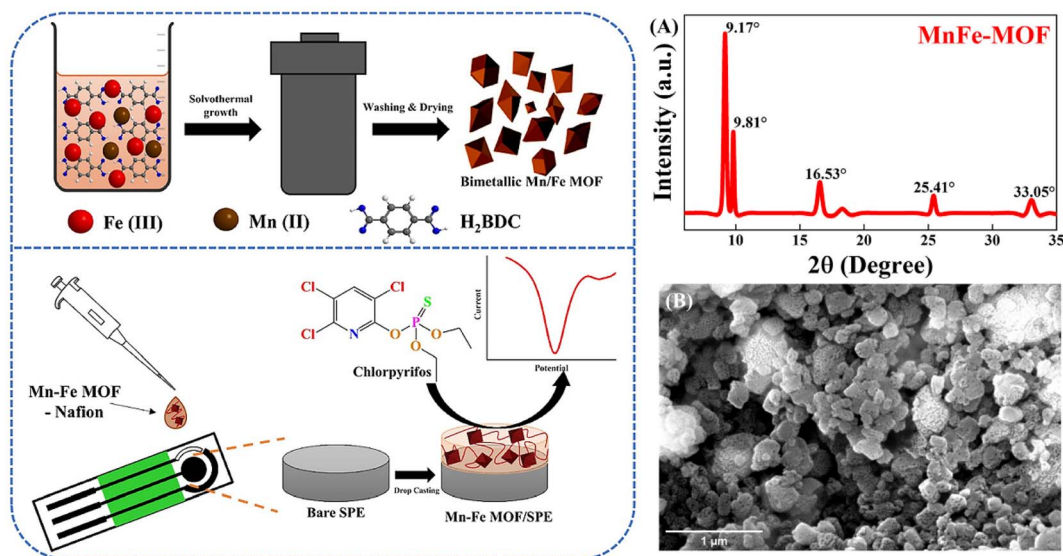 Solvothermal
growth
Washing & Drying
Bimetallic Mn/Fe MOF
Fe (III)
Mn (II)
H₂BDC
Mn-Fe MOF
- Nafion
Cl
Cl
Cl
N
S
P
O
O
O
Chlorpyrifos
Current
Potential
Bare SPE
Drop Casting
Mn-Fe MOF/SPE
(A)
MnFe-MOF
Intensity (a.u.)
9.17°
9.81°
16.53°
25.41°
33.05°
10 15 20 25 30 35
2θ (Degree)
(B)
1 µm